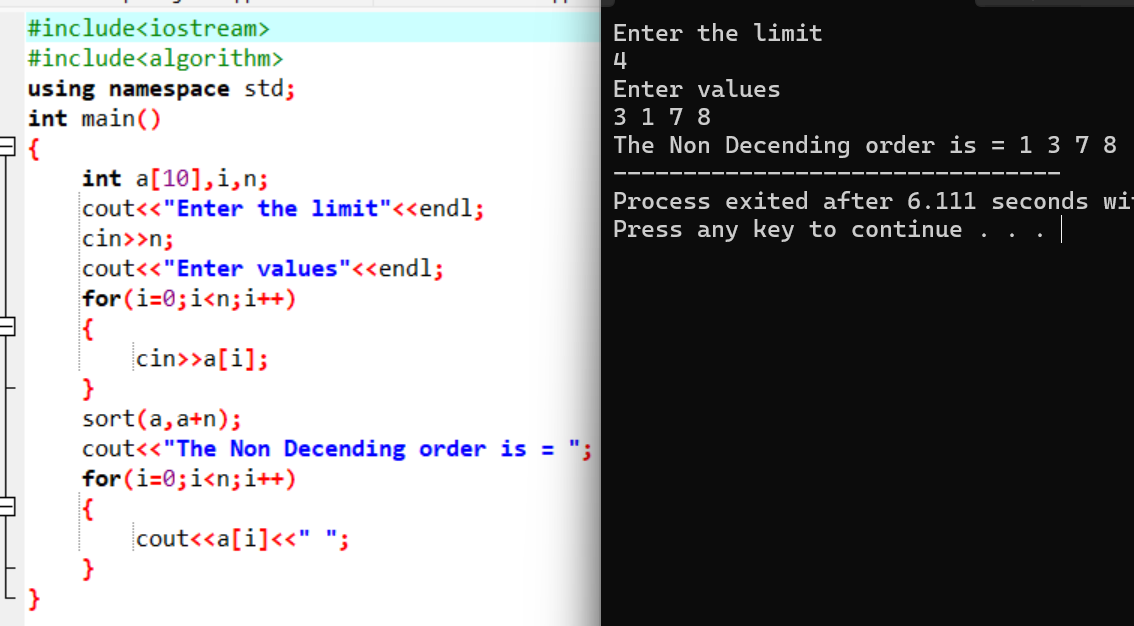 #include<iostream>
#include<algorithm>
using namespace std;
int main()
{
int a[10],i,n;
cout<<"Enter the limit"<<endl;
cin>>n;
cout<<"Enter values"<<endl;
for(i=0;i<n;i++)
{
cin>>a[i];
}
sort(a,a+n);
cout<<"The Non Decending order is = ";
for(i=0;i<n;i++)
{
cout<<a[i]<<" ";
}
}
Enter the limit
4
Enter values
3 1 7 8
The Non Decending order is = 1 3 7 8
--------------------------------
Process exited after 6.111 seconds
Press any key to continue . . .